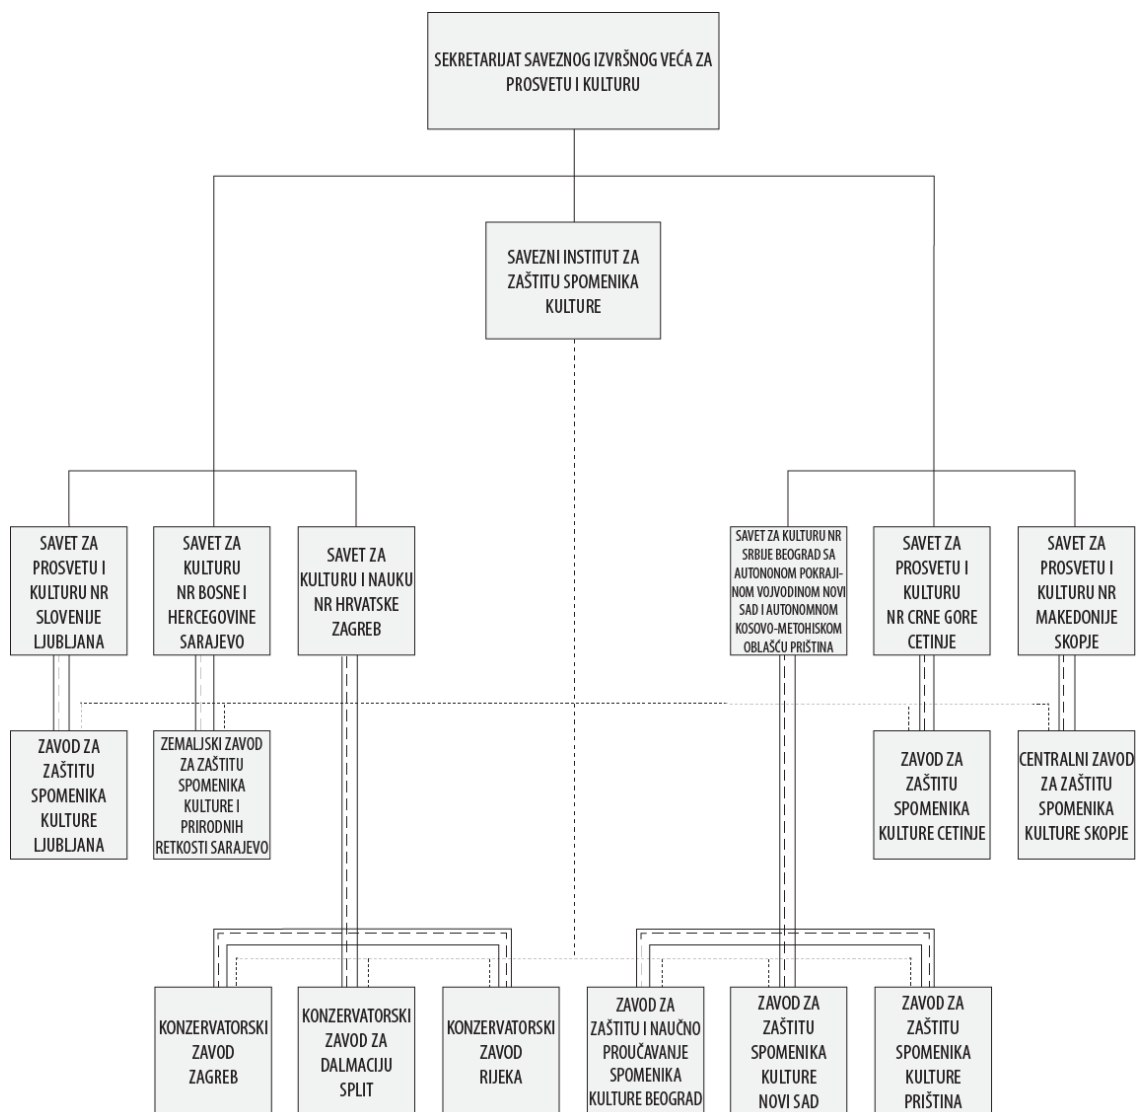 SEKRETARIJAT SAVEZNOG IZVRŠNOG VEĆA ZA
PROSVETU I KULTURU
SAVEZNI INSTITUT ZA
ZAŠTITU SPOMENIKA
KULTURE
SAVET ZA
PROSVETU I
KULTURU NR
SLOVENIJE
LJUBLJANA
SAVET ZA
KULTURU
NR BOSNE I
HERCEGOVINE
SARAJEVO
SAVET ZA
KULTURU I NAUKU
NR HRVATSKE
ZAGREB
SAVET ZA KULTURU NR
SRBIJE BEOGRAD SA
AUTONONOM POKRAJI-
NOM VOJVODINOM NOVI
SAD I AUTONOMNOM
KOSOVO-METOHISKOM
OBLAŠĆU PRIŠTINA
SAVET ZA
PROSVETU I
KULTURU
NR CRNE GORE
CETINJE
SAVET ZA
PROSVETU I
KULTURU NR
MAKEDONIJE
SKOPJE
ZAVOD ZA
ZAŠTITU
SPOMENIKA
KULTURE
LJUBLJANA
ZEMALJSKI ZAVOD
ZA ZAŠTITU
SPOMENIKA
KULTURE I
PRIRODNIH
RETKOSTI SARAJEVO
ZAVOD ZA
ZAŠTITU
SPOMENIKA
KULTURE CETINJE
CENTRALNI ZAVOD
ZA ZAŠTITU
SPOMENIKA
KULTURE SKOPJE
KONZERVATORSKI
ZAVOD
ZAGREB
KONZERVATORSKI
ZAVOD ZA
DALMACIJU
SPLIT
KONZERVATORSKI
ZAVOD
RIJEKA
ZAVOD ZA
ZAŠTITU I NAUČNO
PROUČAVANJE
SPOMENIKA
KULTURE BEOGRAD
ZAVOD ZA
ZAŠTITU
SPOMENIKA
KULTURE
NOVI SAD
ZAVOD ZA
ZAŠTITU
SPOMENIKA
KULTURE
PRIŠTINA